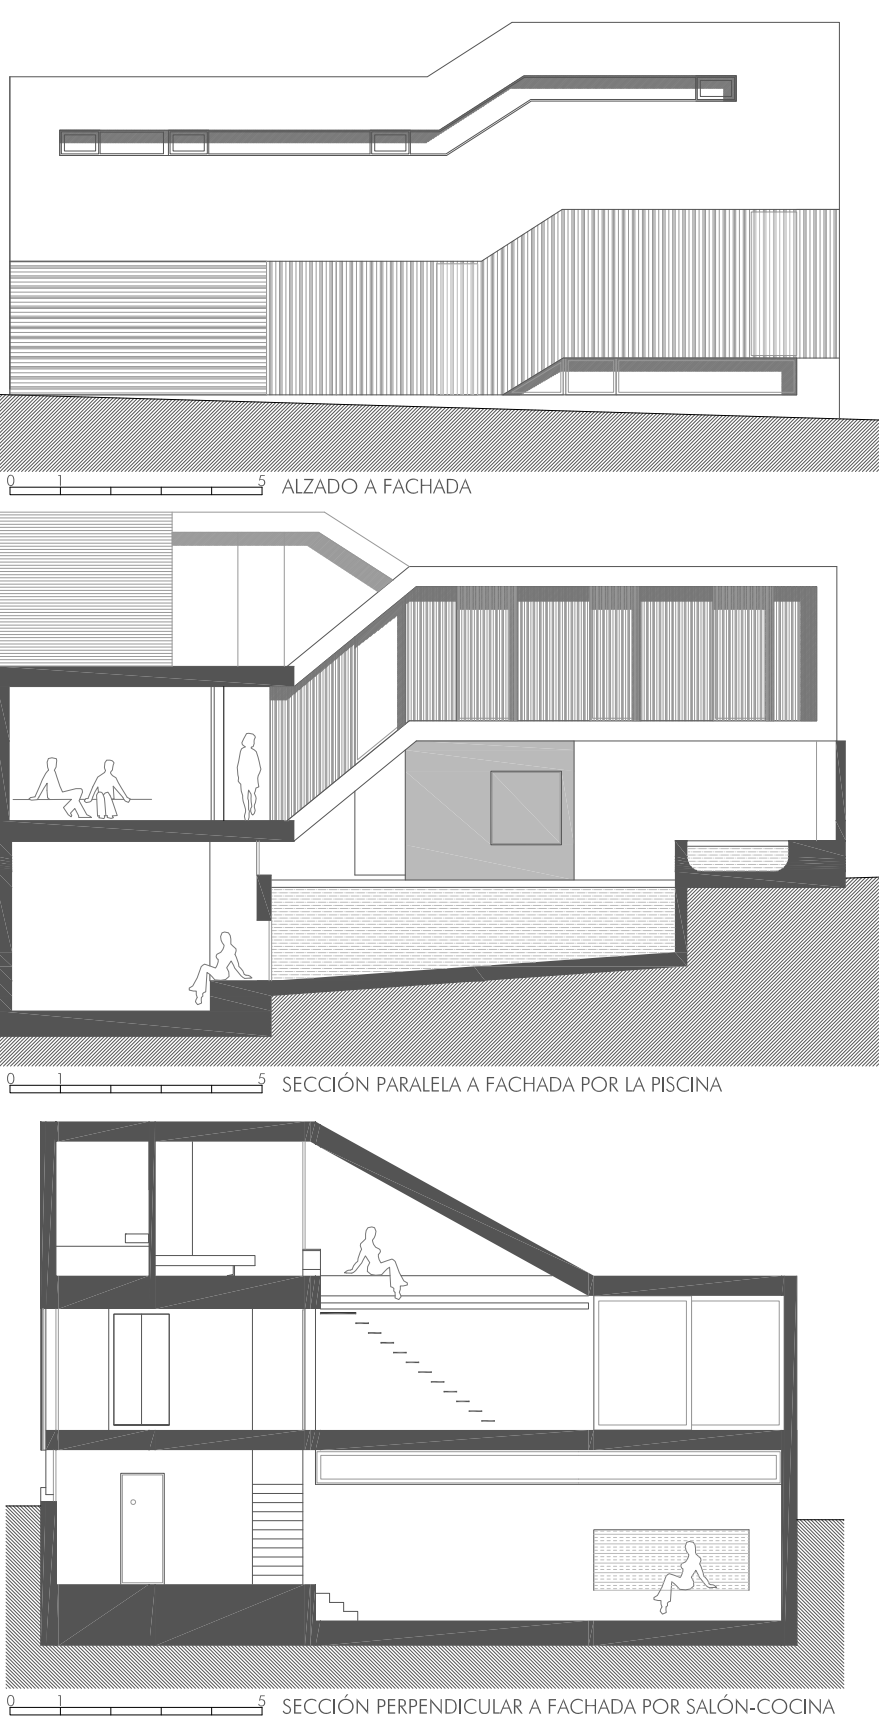 0 1 5 ALZADO A FACHADA
0 1 5 SECCIÓN PARALELA A FACHADA POR LA PISCINA
0 1 5 SECCIÓN PERPENDICULAR A FACHADA POR SALÓN-COCINA